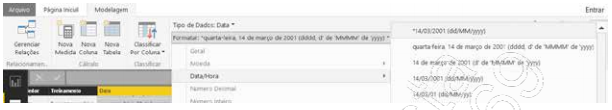 Arquivo Página Inicial Modelagem Entrar
Gerenciar Relações
Nova Medida
Nova Coluna
Nova Tabela
Classificar Por Coluna
Relacionamen... Cálculo Classificar
Tipo de Dados: Data
Formatar: "quarta-feira, 14 de março de 2001 (dddd, d' de 'MMMM' de 'yyyy)"
Geral
Moeda
Data/Hora
Número Decimal
Número Inteiro
*14/03/2001 (dd/MM/yyyy)
quarta-feira, 14 de março de 2001 (dddd, d' de 'MMMM' de 'yyyy)
14 de março de 2001 (d' de 'MMMM' de 'yyyy)
14/03/2001 (dd/MM/yyyy)
14/03/01 (dd/MM/yy)
Treinamento Data